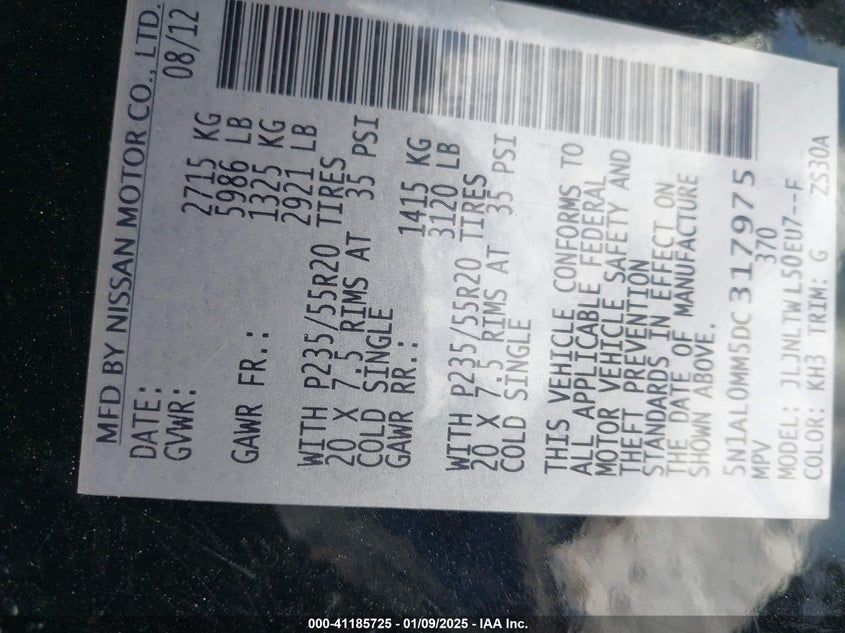 MFD BY NISSAN MOTOR CO., LTD.
DATE: 08/12
GVWR: 2715 KG
5986 LB
GAWR FR.: 1325 KG
2921 LB
WITH P235/55R20 TIRES
20 X 7.5 RIMS AT 35 PSI
COLD SINGLE
GAWR RR.: 1415 KG
3120 LB
WITH P235/55R20 TIRES
20 X 7.5 RIMS AT 35 PSI
COLD SINGLE
THIS VEHICLE CONFORMS TO
ALL APPLICABLE FEDERAL
MOTOR VEHICLE SAFETY AND
THEFT PREVENTION
STANDARDS IN EFFECT ON
THE DATE OF MANUFACTURE
SHOWN ABOVE.
5N1AL0MM5DC317975
MPV 370
MODEL: JLJNLTWL50EU7--F
COLOR: KH3 TRIM: G ZS30A
000-41185725 - 01/09/2025 - IAA Inc.